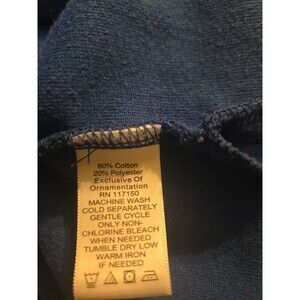 60% Cotton
20% Polyester
Exclusive Of
Ornamentation
RN 117150
MACHINE WASH
COLD SEPARATELY
GENTLE CYCLE
ONLY NON-
CHLORINE BLEACH
WHEN NEEDED
TUMBLE DRY LOW
WARM IRON
IF NEEDED